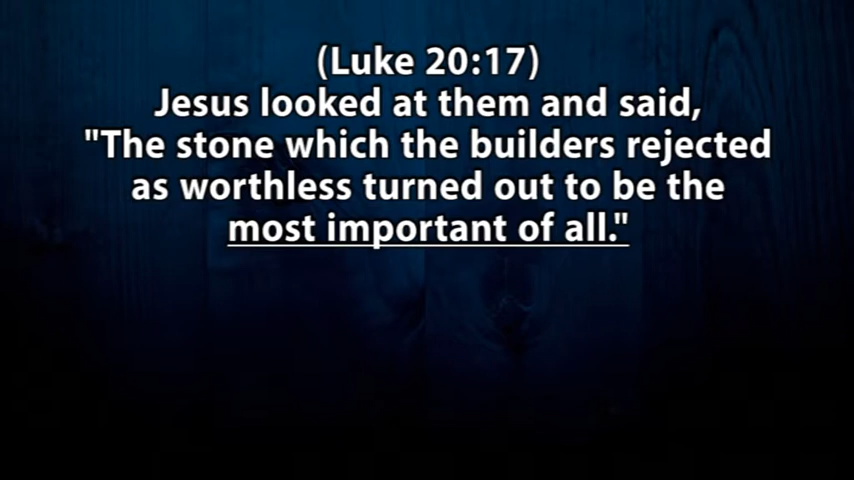 (Luke 20:17)
Jesus looked at them and said,
"The stone which the builders rejected
as worthless turned out to be the
most important of all."